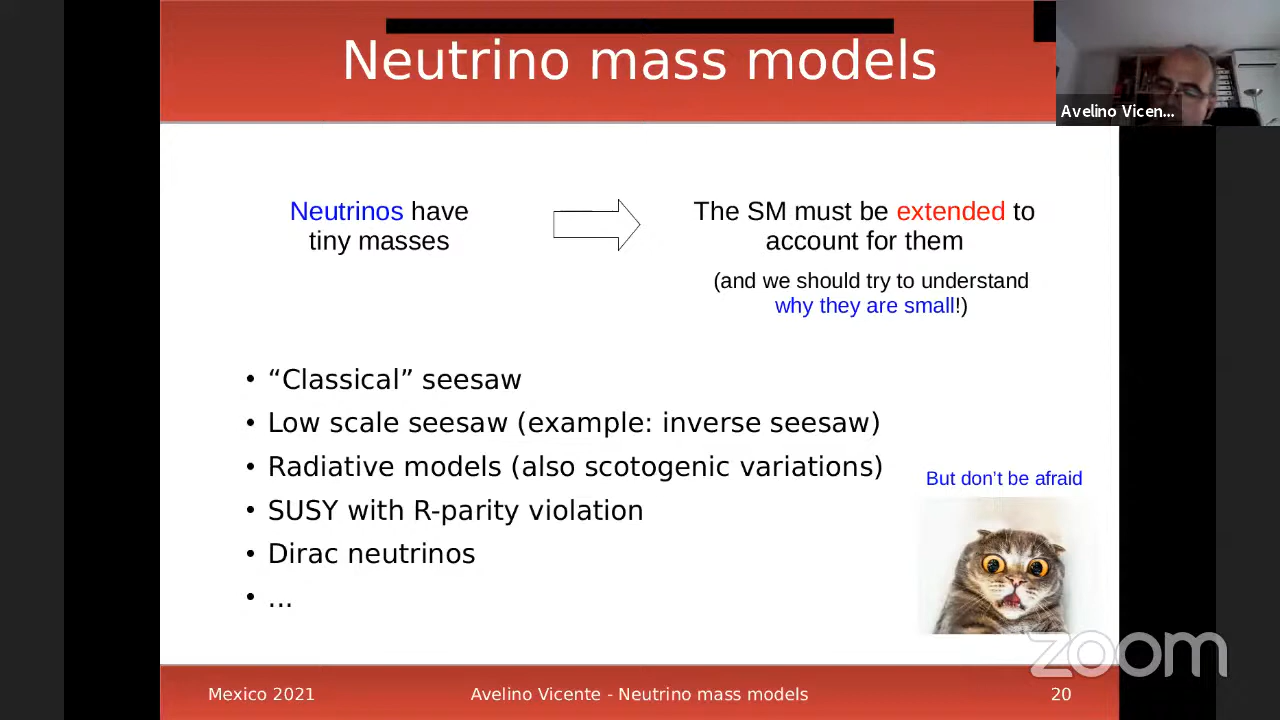 Neutrino mass models
Avelino Vicen...
Neutrinos have
tiny masses
The SM must be extended to
account for them
(and we should try to understand
why they are small!)
• “Classical” seesaw
• Low scale seesaw (example: inverse seesaw)
• Radiative models (also scotogenic variations)
• SUSY with R-parity violation
• Dirac neutrinos
• ...
But don't be afraid
zoom
Mexico 2021
Avelino Vicente - Neutrino mass models
20